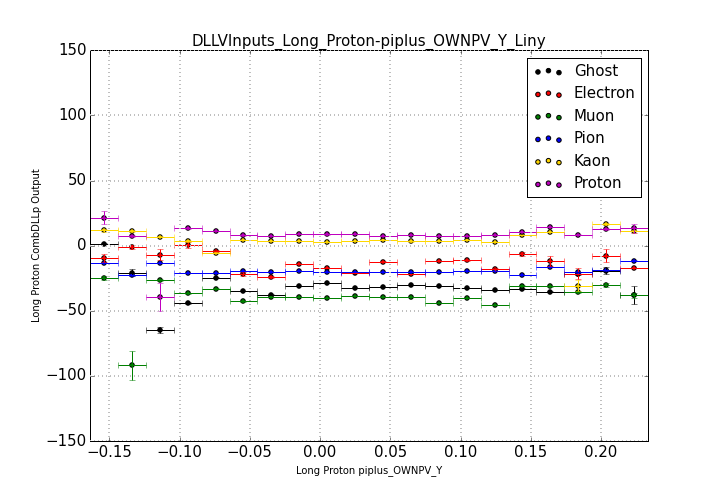 DLLVInputs_Long_Proton-piplus_OWNPV_Y_Liny
150
100
50
0
−50
−100
−150
Long Proton CombDLLp Output
Ghost
Electron
Muon
Pion
Kaon
Proton
−0.15 −0.10 −0.05 0.00 0.05 0.10 0.15 0.20
Long Proton piplus_OWNPV_Y